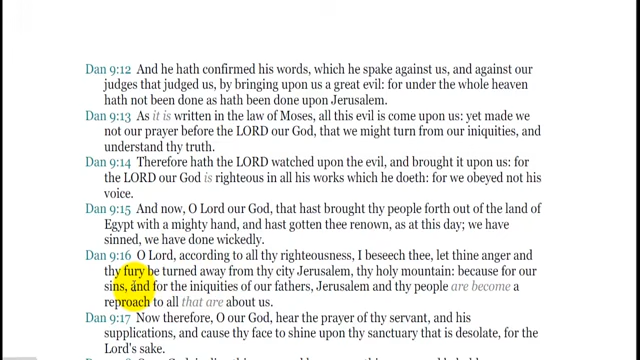 Dan 9:12 And he hath confirmed his words, which he spake against us, and against our
judges that judged us, by bringing upon us a great evil: for under the whole heaven
hath not been done as hath been done upon Jerusalem.
Dan 9:13 As it is written in the law of Moses, all this evil is come upon us: yet made we
not our prayer before the LORD our God, that we might turn from our iniquities, and
understand thy truth.
Dan 9:14 Therefore hath the LORD watched upon the evil, and brought it upon us: for
the LORD our God is righteous in all his works which he doeth: for we obeyed not his
voice.
Dan 9:15 And now, O Lord our God, that hast brought thy people forth out of the land of
Egypt with a mighty hand, and hast gotten thee renown, as at this day; we have
sinned, we have done wickedly.
Dan 9:16 O Lord, according to all thy righteousness, I beseech thee, let thine anger and
thy fury be turned away from thy city Jerusalem, thy holy mountain: because for our
sins, and for the iniquities of our fathers, Jerusalem and thy people are become a
reproach to all that are about us.
Dan 9:17 Now therefore, O our God, hear the prayer of thy servant, and his
supplications, and cause thy face to shine upon thy sanctuary that is desolate, for the
Lord's sake.